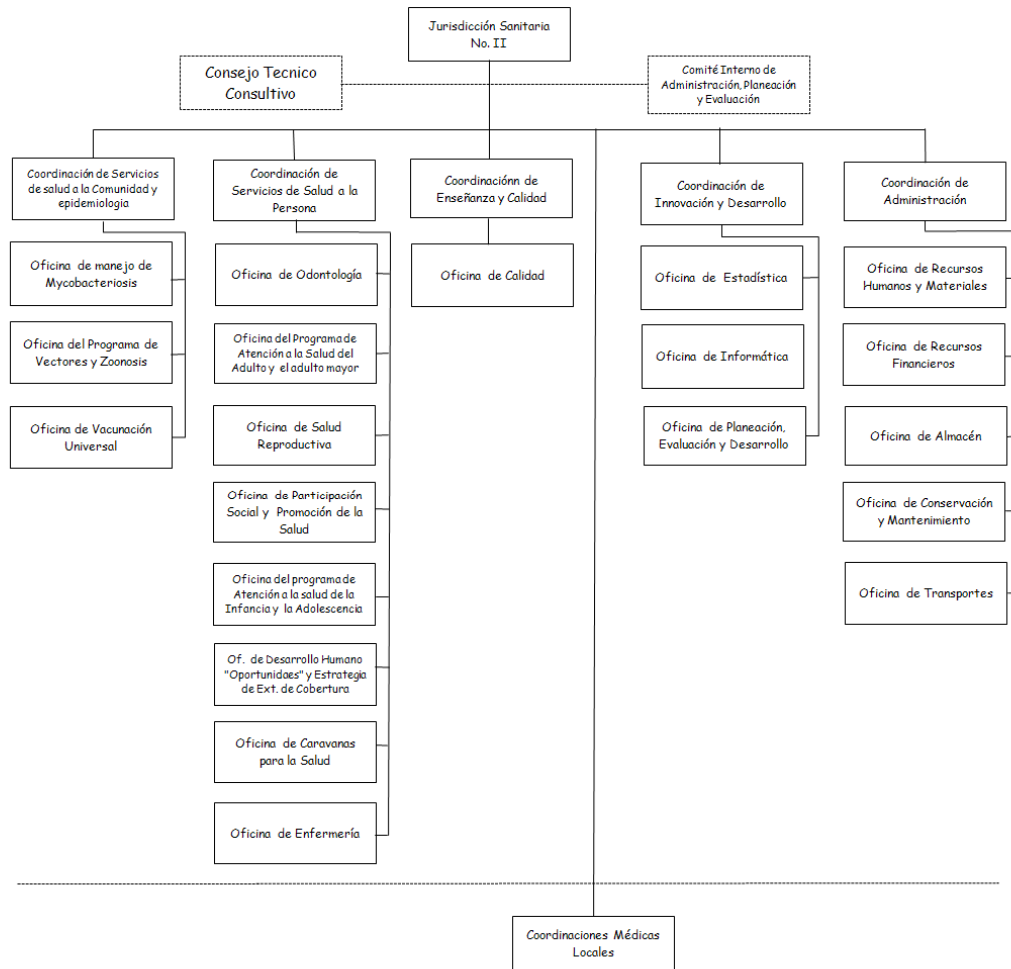 Jurisdicción Sanitaria
No. II
Consejo Tecnico
Consultivo
Comité Interno de
Administración, Planeación
y Evaluación
Coordinación de Servicios
de salud a la Comunidad y
epidemiologia
Coordinación de
Servicios de Salud a la
Persona
Coordinaciónn de
Enseñanza y Calidad
Coordinación de
Innovación y Desarrollo
Coordinación de
Administración
Oficina de manejo de
Mycobacteriosis
Oficina del Programa de
Vectores y Zoonosis
Oficina de Vacunación
Universal
Oficina de Odontología
Oficina del Programa de
Atención a la Salud del
Adulto y el adulto mayor
Oficina de Salud
Reproductiva
Oficina de Participación
Social y Promoción de la
Salud
Oficina del programa de
Atención a la salud de la
Infancia y la Adolescencia
Of. de Desarrollo Humano
"Oportunidaes" y Estrategia
de Ext. de Cobertura
Oficina de Caravanas
para la Salud
Oficina de Enfermería
Oficina de Calidad
Oficina de Estadística
Oficina de Informática
Oficina de Planeación,
Evaluación y Desarrollo
Oficina de Recursos
Humanos y Materiales
Oficina de Recursos
Financieros
Oficina de Almacén
Oficina de Conservación
y Mantenimiento
Oficina de Transportes
Coordinaciones Médicas
Locales